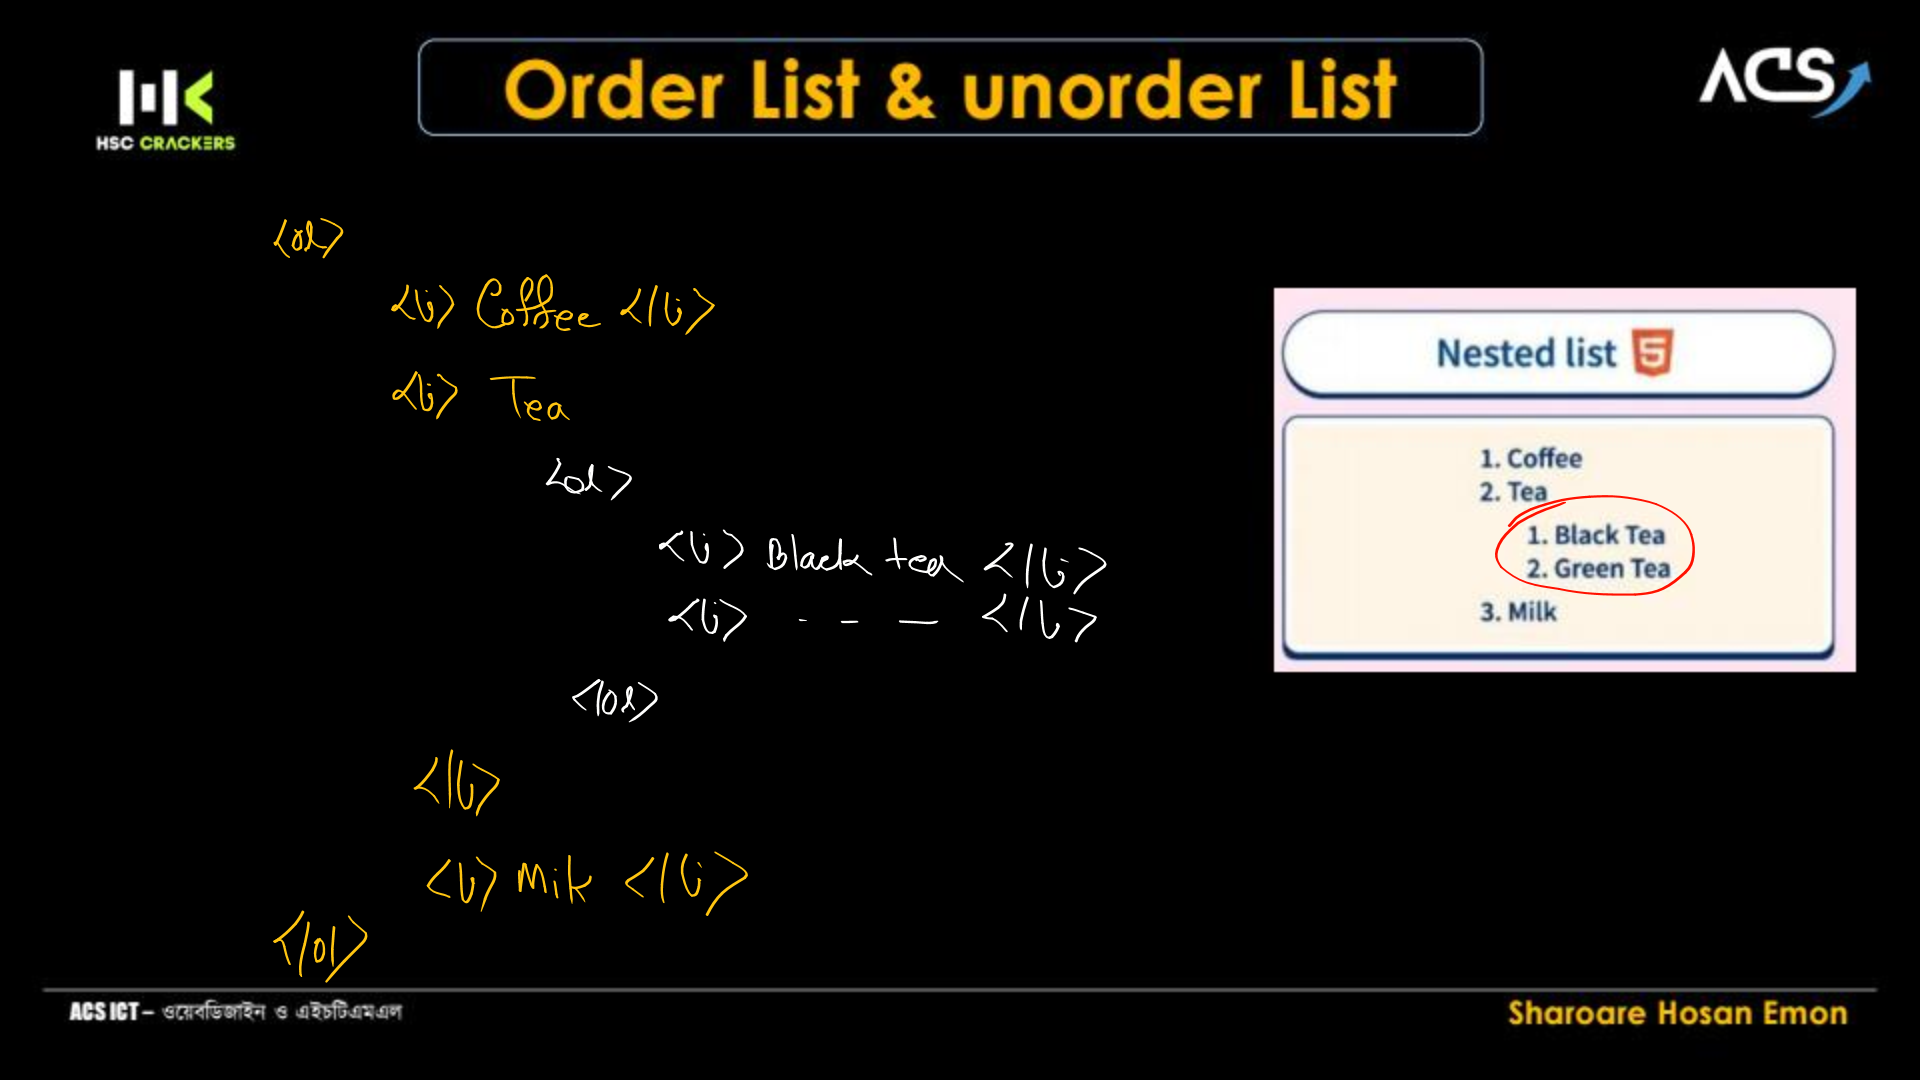 HSC CRACKERS
Order List & unorder List
ACS
<ol>
<li> Coffee </li>
<li> Tea
<ol>
<li> Black tea </li>
<li> - - — </li>
</ol>
</li>
<li> Milk </li>
</ol>
Nested list 5
1. Coffee
2. Tea
1. Black Tea
2. Green Tea
3. Milk
ACS ICT – ওয়েবডিজাইন ও এইচটিএমএল
Sharoare Hosan Emon